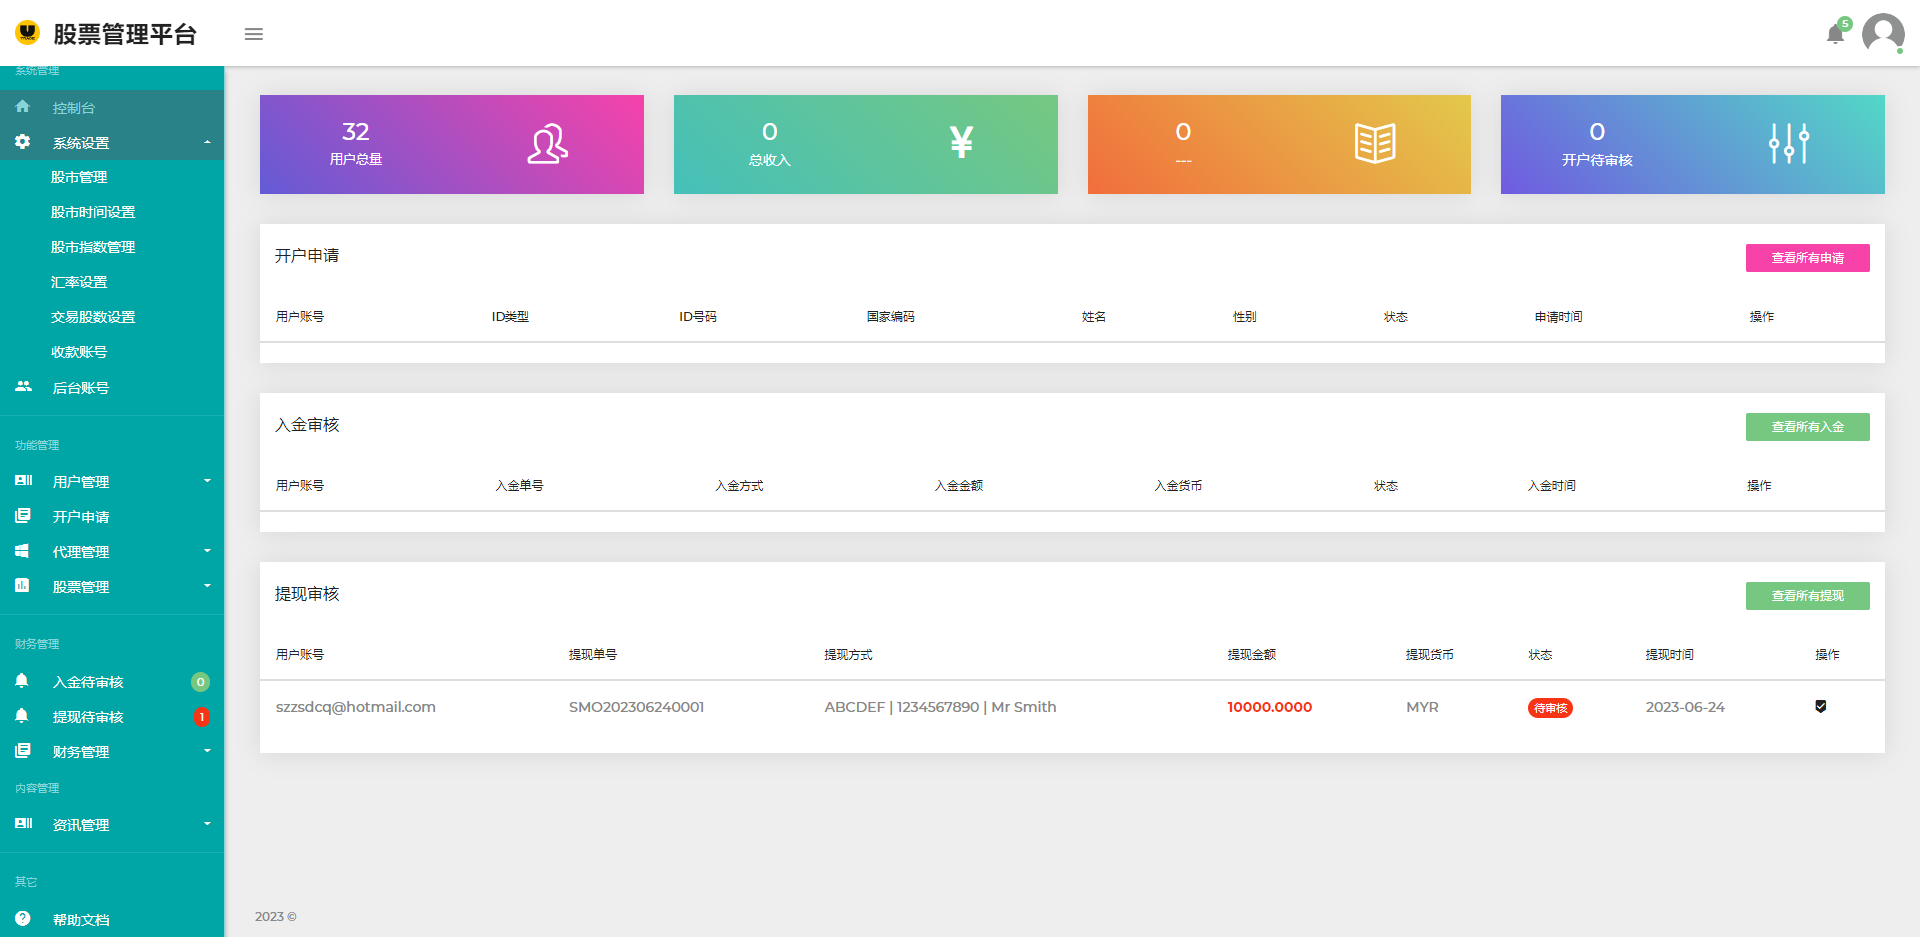 股票管理平台
5
系统管理
控制台
系统设置
股市管理
股市时间设置
股市指数管理
汇率设置
交易股数设置
收款账号
后台账号
功能管理
用户管理
开户申请
代理管理
股票管理
财务管理
入金待审核 0
提现待审核 1
财务管理
内容管理
资讯管理
其它
帮助文档
32
用户总量
0
总收入
¥
0
---
0
开户待审核
开户申请 查看所有申请
用户账号 ID类型 ID号码 国家编码 姓名 性别 状态 申请时间 操作
入金审核 查看所有入金
用户账号 入金单号 入金方式 入金金额 入金货币 状态 入金时间 操作
提现审核 查看所有提现
用户账号 提现单号 提现方式 提现金额 提现货币 状态 提现时间 操作
szzsdcq@hotmail.com SMO202306240001 ABCDEF | 1234567890 | Mr Smith 10000.0000 MYR 待审核 2023-06-24
2023 ©